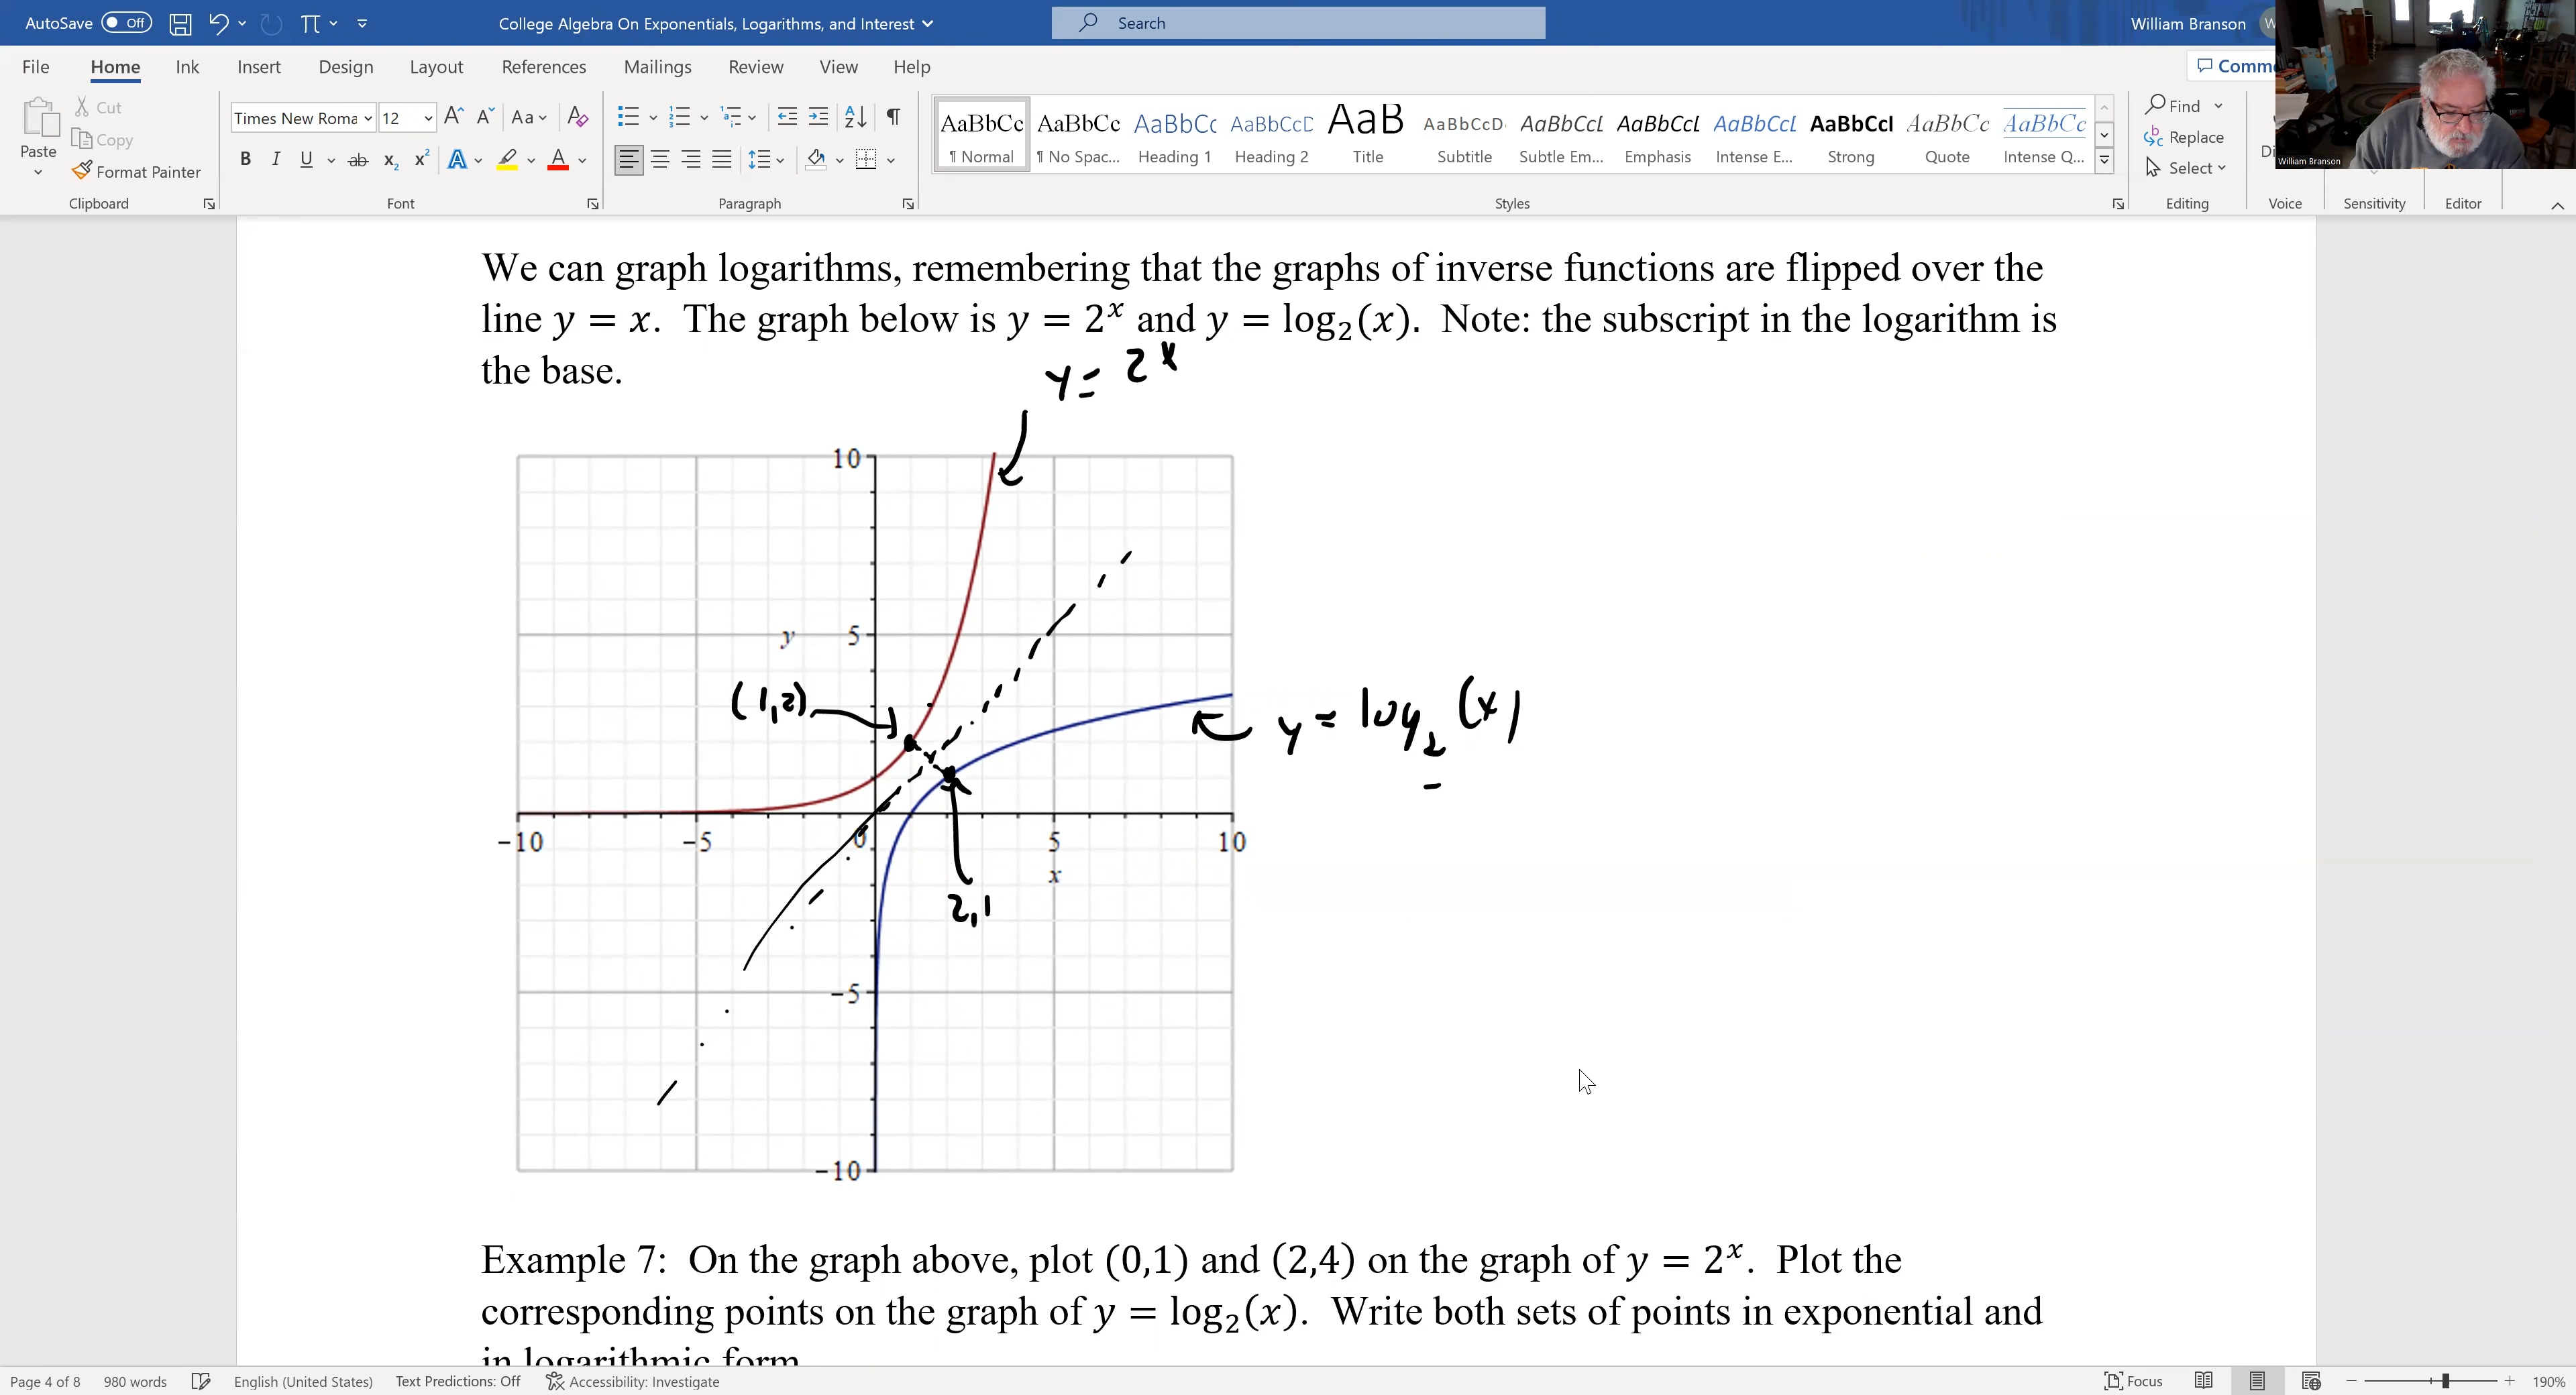 AutoSave Off College Algebra On Exponentials, Logarithms, and Interest Search William Branson
File Home Ink Insert Design Layout References Mailings Review View Help
Paste Cut Copy Format Painter
Clipboard
Times New Roma 12
Font
Paragraph
AaBbCc AaBbCc AaBbCc AaBbCcD AaB AaBbCcD AaBbCcL AaBbCcL AaBbCcL AaBbCcl AaBbCc AaBbCc
¶ Normal ¶ No Spac... Heading 1 Heading 2 Title Subtitle Subtle Em... Emphasis Intense E... Strong Quote Intense Q...
Styles
Find
Replace
Select
Editing Voice Sensitivity Editor
William Branson
We can graph logarithms, remembering that the graphs of inverse functions are flipped over the
line y = x. The graph below is y = 2ˣ and y = log₂(x). Note: the subscript in the logarithm is
the base.
y = 2ˣ
10
y 5
(1,2)
y = log₂(x)
−10 −5 0 5 10
x
2,1
−5
−10
Example 7: On the graph above, plot (0,1) and (2,4) on the graph of y = 2ˣ. Plot the
corresponding points on the graph of y = log₂(x). Write both sets of points in exponential and
in logarithmic form
Page 4 of 8 980 words English (United States) Text Predictions: Off Accessibility: Investigate Focus 190%